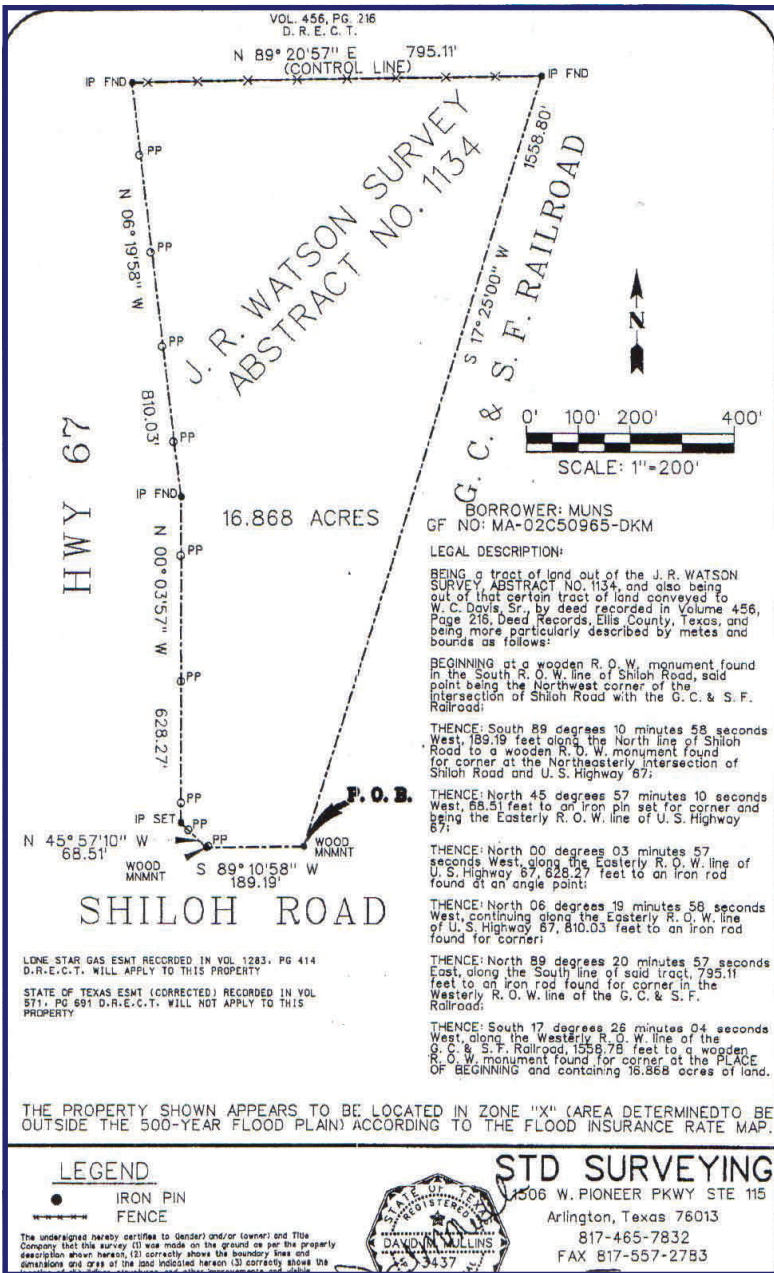 VOL. 456, PG. 216
D. R. E. C. T.
N 89° 20'57" E 795.11'
(CONTROL LINE)
IP FND
IP FND
PP
N 06° 19'58" W
PP
PP
810.03'
PP
J. R. WATSON SURVEY
ABSTRACT NO. 1134
1558.80'
S 17° 25'00" W
G. C. & S. F. RAILROAD
N
0' 100' 200' 400'
SCALE: 1"=200'
HWY 67
IP FND
16.868 ACRES
PP
N 00° 03'57" W
PP
628.27'
PP
IP SET
PP
N 45° 57'10" W
68.51'
PP
WOOD
MNMNT
S 89° 10'58" W
189.19'
P. O. B.
WOOD
MNMNT
SHILOH ROAD
LONE STAR GAS ESMT RECORDED IN VOL 1283, PG 414
D.R.E.C.T. WILL APPLY TO THIS PROPERTY
STATE OF TEXAS ESMT (CORRECTED) RECORDED IN VOL
571, PG 691 D.R.E.C.T. WILL NOT APPLY TO THIS
PROPERTY
BORROWER: MUNS
GF NO: MA-02C50965-DKM
LEGAL DESCRIPTION:
BEING a tract of land out of the J. R. WATSON
SURVEY, ABSTRACT NO. 1134, and also being
out of that certain tract of land conveyed to
W. C. Davis, Sr., by deed recorded in Volume 456,
Page 216, Deed Records, Ellis County, Texas, and
being more particularly described by metes and
bounds as follows:
BEGINNING at a wooden R. O. W. monument found
in the South R. O. W. line of Shiloh Road, said
point being the Northwest corner of the
intersection of Shiloh Road with the G. C. & S. F.
Railroad;
THENCE: South 89 degrees 10 minutes 58 seconds
West, 189.19 feet along the North line of Shiloh
Road to a wooden R. O. W. monument found
for corner at the Northeasterly intersection of
Shiloh Road and U. S. Highway 67;
THENCE: North 45 degrees 57 minutes 10 seconds
West, 68.51 feet to an iron pin set for corner and
being the Easterly R. O. W. line of U. S. Highway
67;
THENCE: North 00 degrees 03 minutes 57
seconds West, along the Easterly R. O. W. line of
U. S. Highway 67, 628.27 feet to an iron rod
found at an angle point;
THENCE: North 06 degrees 19 minutes 58 seconds
West, continuing along the Easterly R. O. W. line
of U. S. Highway 67, 810.03 feet to an iron rod
found for corner;
THENCE: North 89 degrees 20 minutes 57 seconds
East, along the South line of said tract, 795.11
feet to an iron rod found for corner in the
Westerly R. O. W. line of the G. C. & S. F.
Railroad;
THENCE: South 17 degrees 26 minutes 04 seconds
West, along the Westerly R. O. W. line of the
G. C. & S. F. Railroad, 1558.78 feet to a wooden
R. O. W. monument found for corner at the PLACE
OF BEGINNING and containing 16.868 acres of land.
THE PROPERTY SHOWN APPEARS TO BE LOCATED IN ZONE "X" (AREA DETERMINEDTO BE
OUTSIDE THE 500-YEAR FLOOD PLAIN) ACCORDING TO THE FLOOD INSURANCE RATE MAP.
LEGEND
IRON PIN
FENCE
The undersigned hereby certifies to (lender) and/or (owner) and Title
Company that this survey (1) was made on the ground as per the property
description shown hereon, (2) correctly shows the boundary lines and
dimensions and area of the land indicated hereon (3) correctly shows the
STATE OF TEXAS
REGISTERED
DAVID MULLINS
3437
STD SURVEYING
1506 W. PIONEER PKWY STE 115
Arlington, Texas 76013
817-465-7832
FAX 817-557-2783